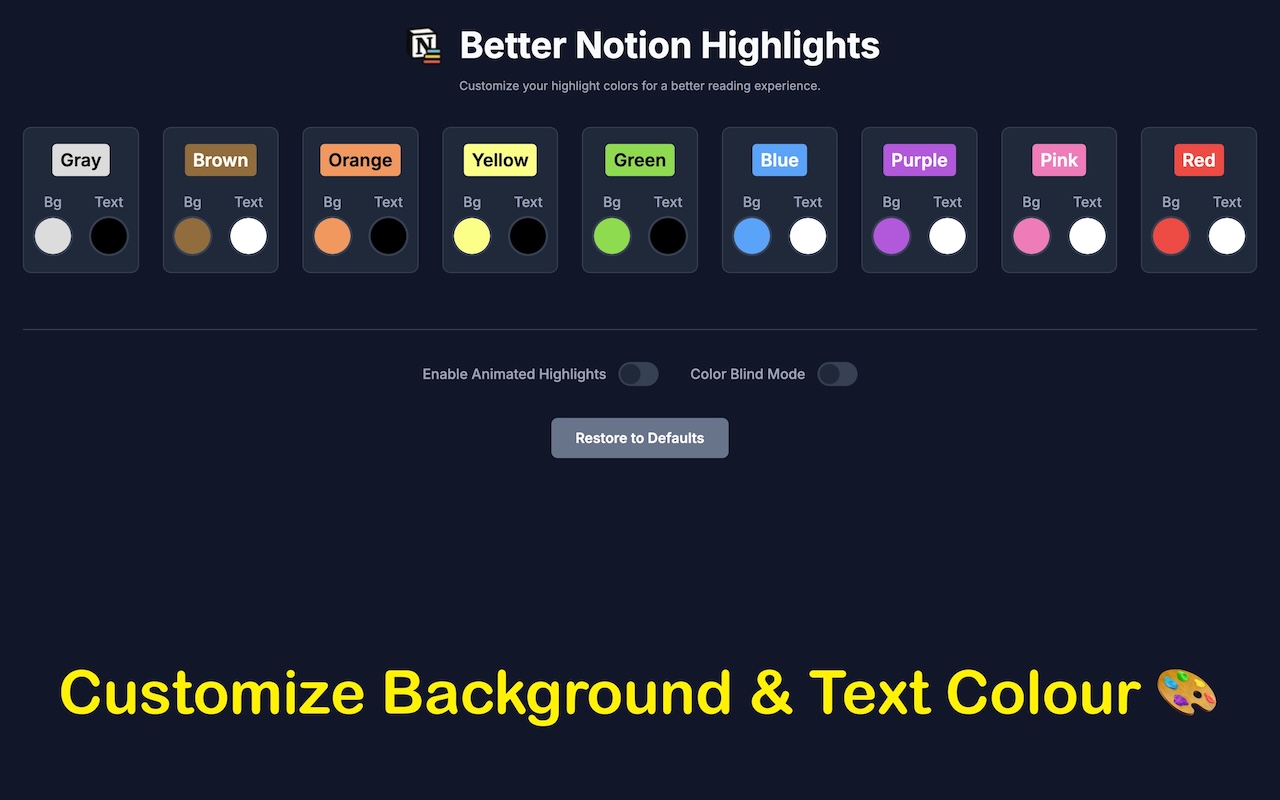 Better Notion Highlights
Customize your highlight colors for a better reading experience.
Gray Brown Orange Yellow Green Blue Purple Pink Red
Bg Text Bg Text Bg Text Bg Text Bg Text Bg Text Bg Text Bg Text Bg Text
Enable Animated Highlights Color Blind Mode
Restore to Defaults
Customize Background & Text Colour